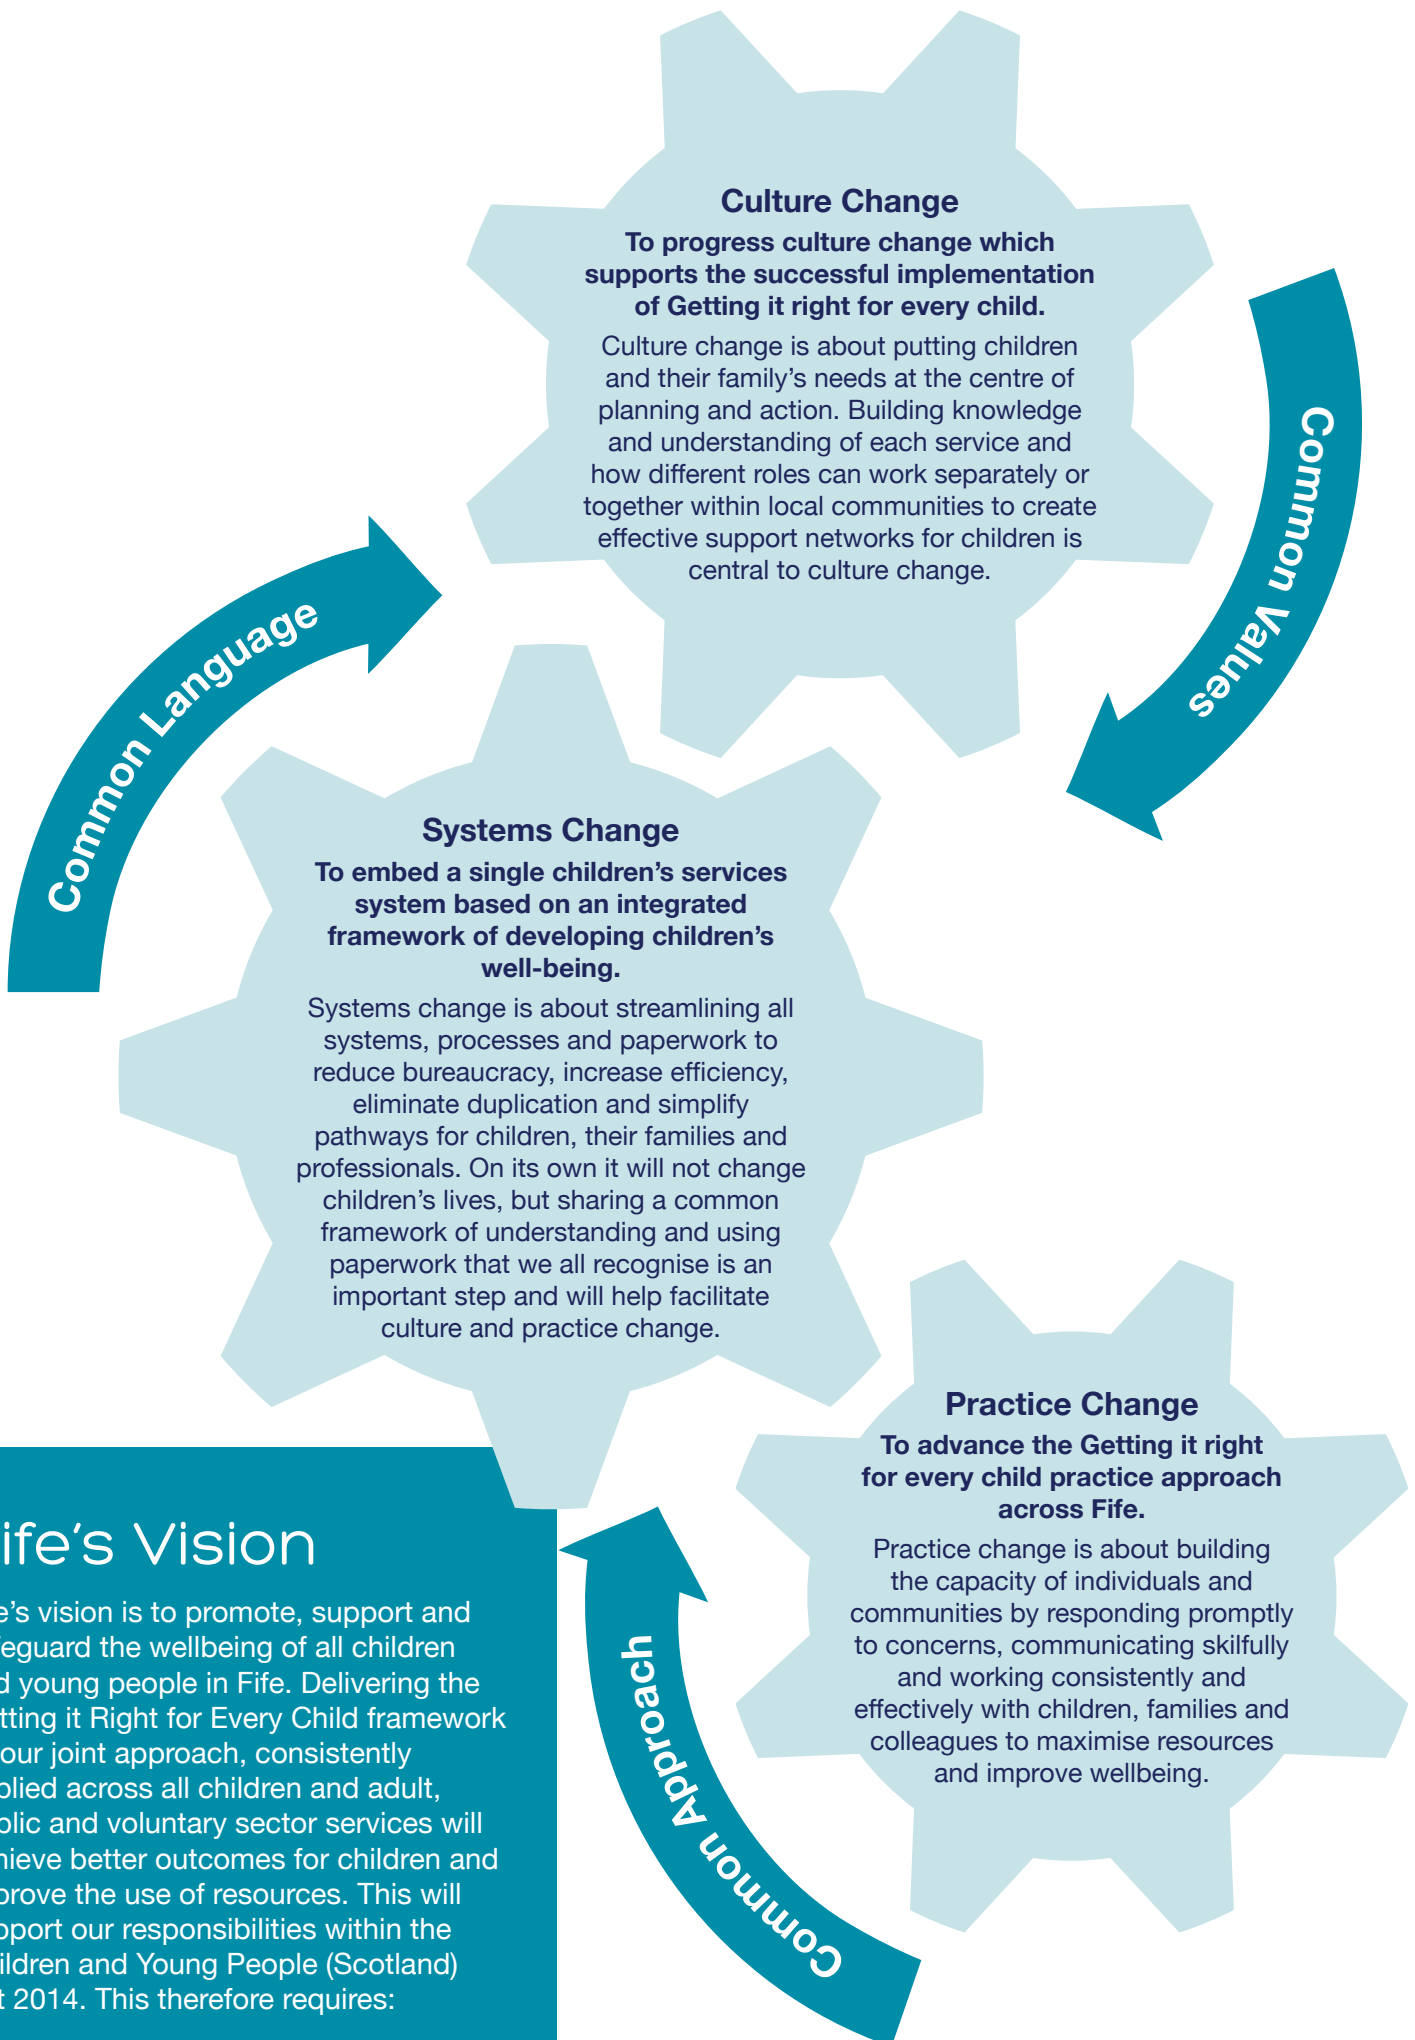 Culture Change
To progress culture change which
supports the successful implementation
of Getting it right for every child.
Culture change is about putting children
and their family’s needs at the centre of
planning and action. Building knowledge
and understanding of each service and
how different roles can work separately or
together within local communities to create
effective support networks for children is
central to culture change.
Common Values
Common Language
Systems Change
To embed a single children’s services
system based on an integrated
framework of developing children’s
well-being.
Systems change is about streamlining all
systems, processes and paperwork to
reduce bureaucracy, increase efficiency,
eliminate duplication and simplify
pathways for children, their families and
professionals. On its own it will not change
children’s lives, but sharing a common
framework of understanding and using
paperwork that we all recognise is an
important step and will help facilitate
culture and practice change.
Practice Change
To advance the Getting it right
for every child practice approach
across Fife.
Practice change is about building
the capacity of individuals and
communities by responding promptly
to concerns, communicating skilfully
and working consistently and
effectively with children, families and
colleagues to maximise resources
and improve wellbeing.
Common Approach
ife’s Vision
e’s vision is to promote, support and
eguard the wellbeing of all children
d young people in Fife. Delivering the
tting it Right for Every Child framework
our joint approach, consistently
plied across all children and adult,
blic and voluntary sector services will
hieve better outcomes for children and
prove the use of resources. This will
pport our responsibilities within the
ildren and Young People (Scotland)
t 2014. This therefore requires: